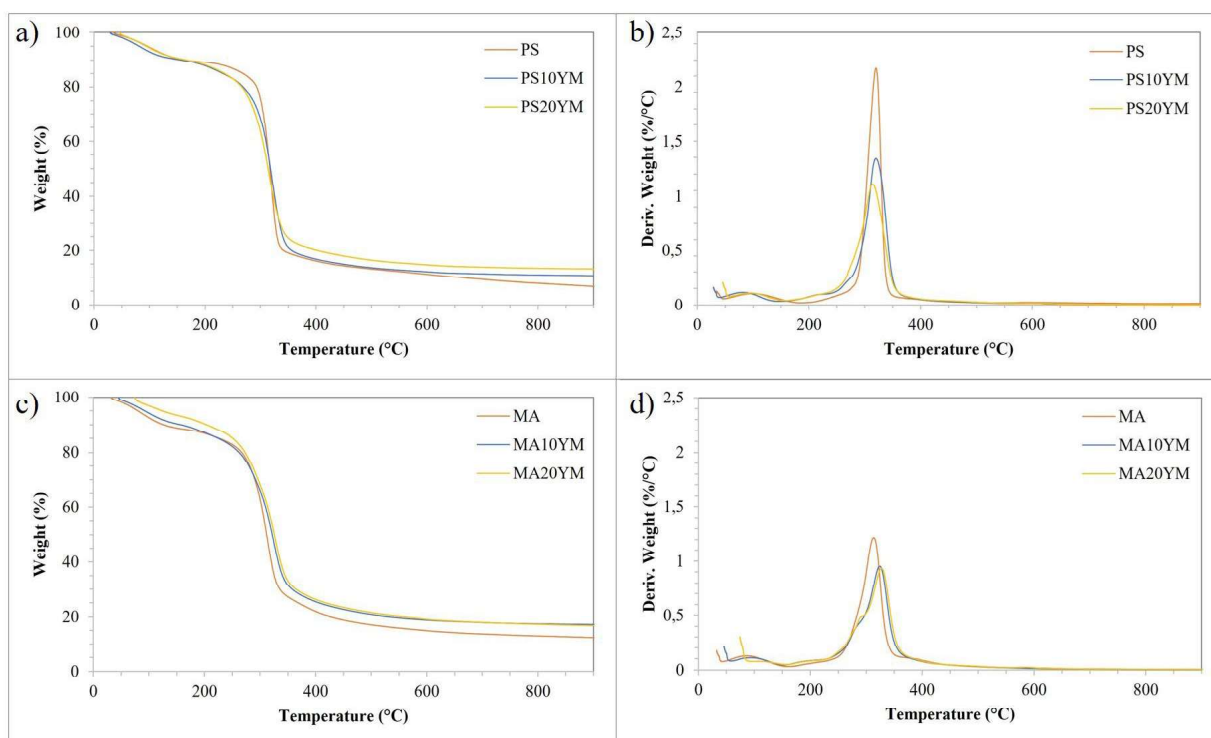 a)
PS
PS10YM
PS20YM
100
80
60
40
20
0
Weight (%)
0 200 400 600 800
Temperature (°C)
b)
PS
PS10YM
PS20YM
2,5
2
1,5
1
0,5
0
Deriv. Weight (%/°C)
0 200 400 600 800
Temperature (°C)
c)
MA
MA10YM
MA20YM
100
80
60
40
20
0
Weight (%)
0 200 400 600 800
Temperature (°C)
d)
MA
MA10YM
MA20YM
2,5
2
1,5
1
0,5
0
Deriv. Weight (%/°C)
0 200 400 600 800
Temperature (°C)